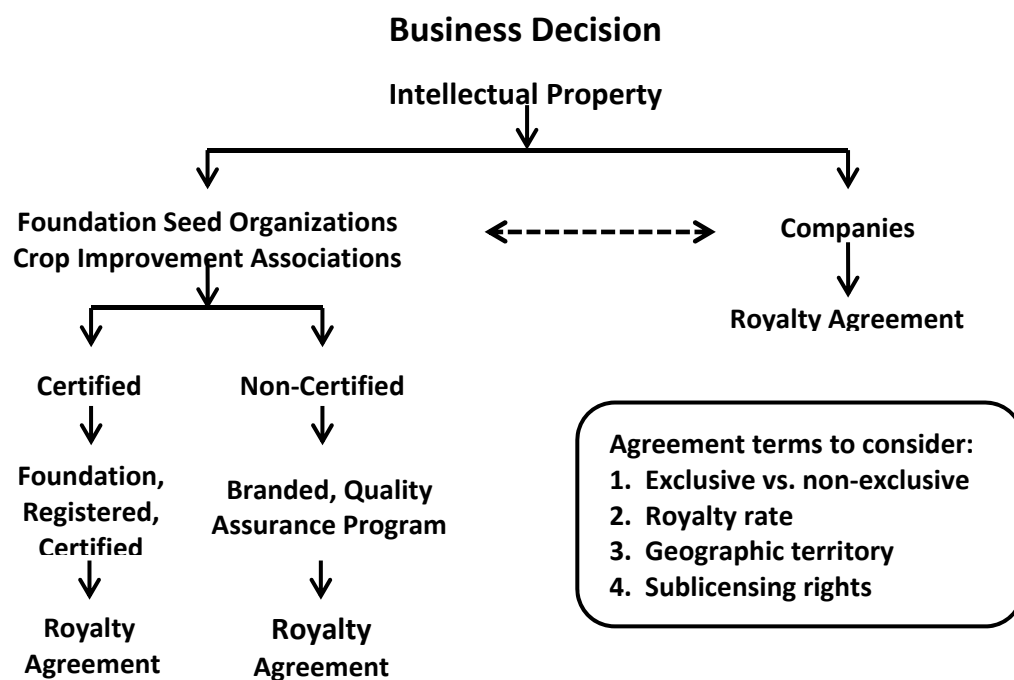 Business Decision
Intellectual Property
Foundation Seed Organizations
Crop Improvement Associations
Companies
Royalty Agreement
Certified
Non-Certified
Foundation,
Registered,
Certified
Branded, Quality
Assurance Program
Royalty
Agreement
Royalty
Agreement
Agreement terms to consider:
1. Exclusive vs. non-exclusive
2. Royalty rate
3. Geographic territory
4. Sublicensing rights